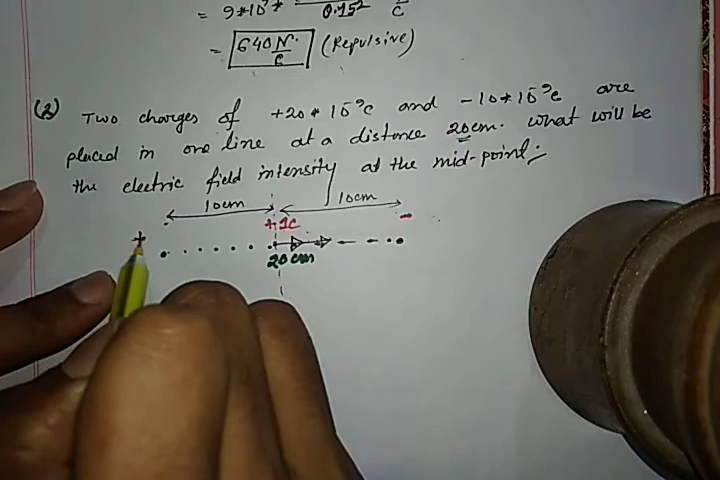 = 9*10⁹* 0.15² C
= 640 N/C (Repulsive)
(2) Two charges of +20 * 10⁻⁹c and -10*10⁻⁹c are
placed in one line at a distance 20cm. What will be
the electric field intensity at the mid-point:-
10cm 10cm
+1C -
+
20cm